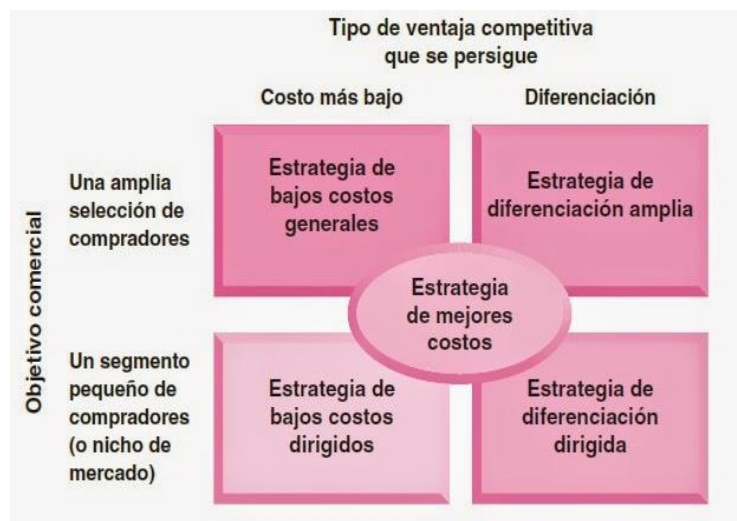 Tipo de ventaja competitiva
que se persigue
Costo más bajo
Diferenciación
Objetivo comercial
Una amplia
selección de
compradores
Estrategia de
bajos costos
generales
Estrategia de
diferenciación amplia
Estrategia
de mejores
costos
Un segmento
pequeño de
compradores
(o nicho de
mercado)
Estrategia de
bajos costos
dirigidos
Estrategia de
diferenciación
dirigida